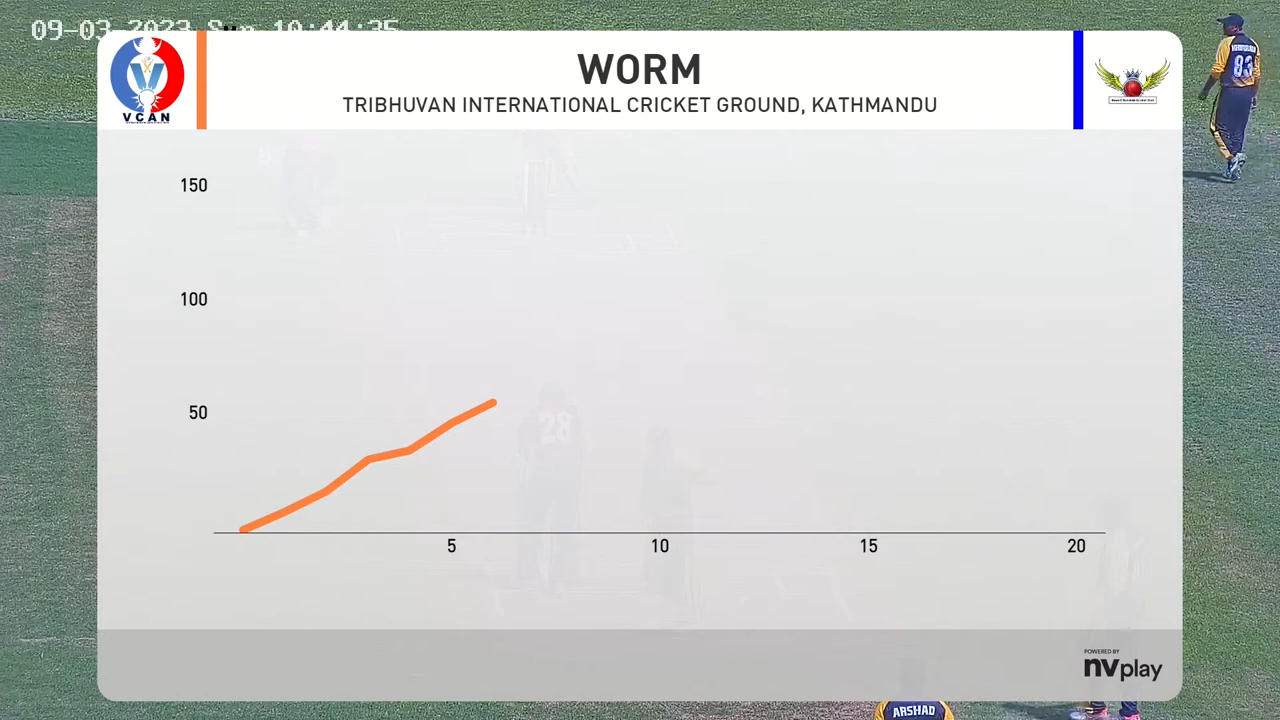 09-03-2023 Sun 10:44:35
WORM
TRIBHUVAN INTERNATIONAL CRICKET GROUND, KATHMANDU
VCAN
83
150
100
50
28
5 10 15 20
POWERED BY
nvplay
ARSHAD